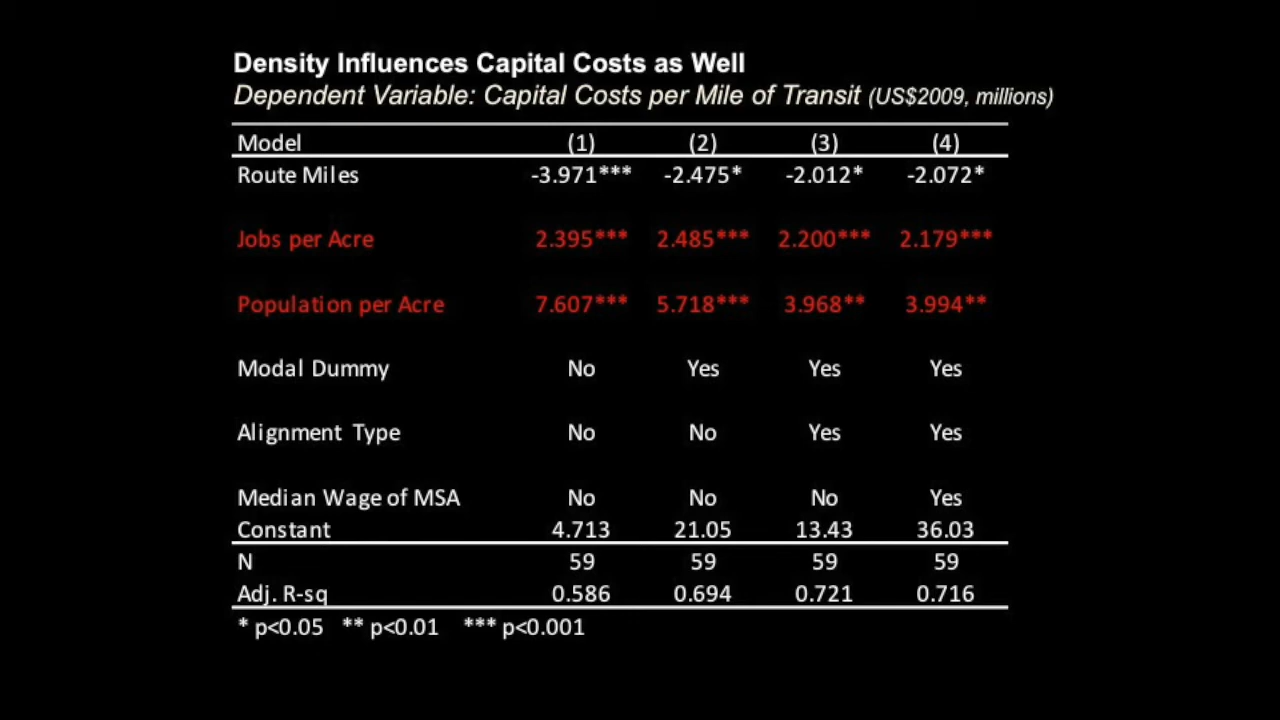 Density Influences Capital Costs as Well
Dependent Variable: Capital Costs per Mile of Transit (US$2009, millions)
Model (1) (2) (3) (4)
Route Miles -3.971*** -2.475* -2.012* -2.072*
Jobs per Acre 2.395*** 2.485*** 2.200*** 2.179***
Population per Acre 7.607*** 5.718*** 3.968** 3.994**
Modal Dummy No Yes Yes Yes
Alignment Type No No Yes Yes
Median Wage of MSA No No No Yes
Constant 4.713 21.05 13.43 36.03
N 59 59 59 59
Adj. R-sq 0.586 0.694 0.721 0.716
* p<0.05 ** p<0.01 *** p<0.001